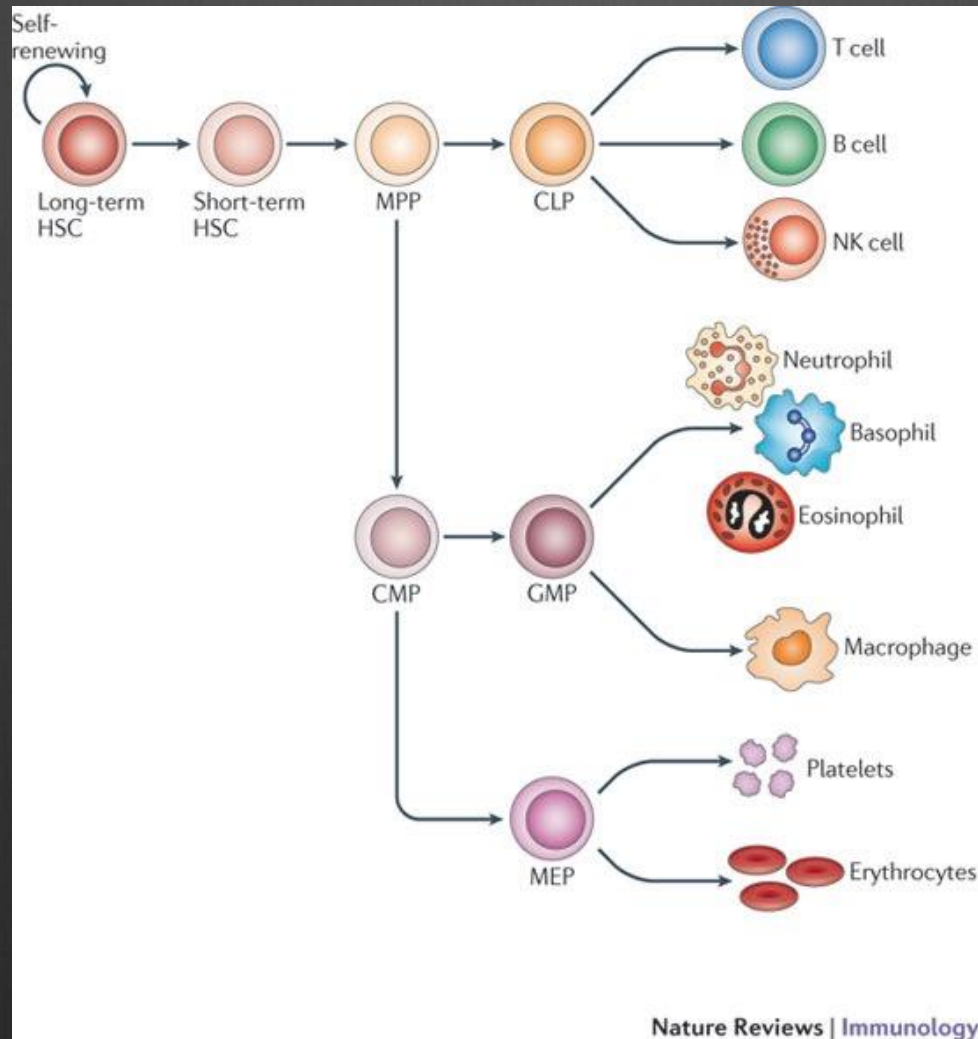 Self-
renewing
Long-term
HSC
Short-term
HSC
MPP
CLP
T cell
B cell
NK cell
Neutrophil
Basophil
Eosinophil
CMP
GMP
Macrophage
Platelets
MEP
Erythrocytes
Nature Reviews | Immunology